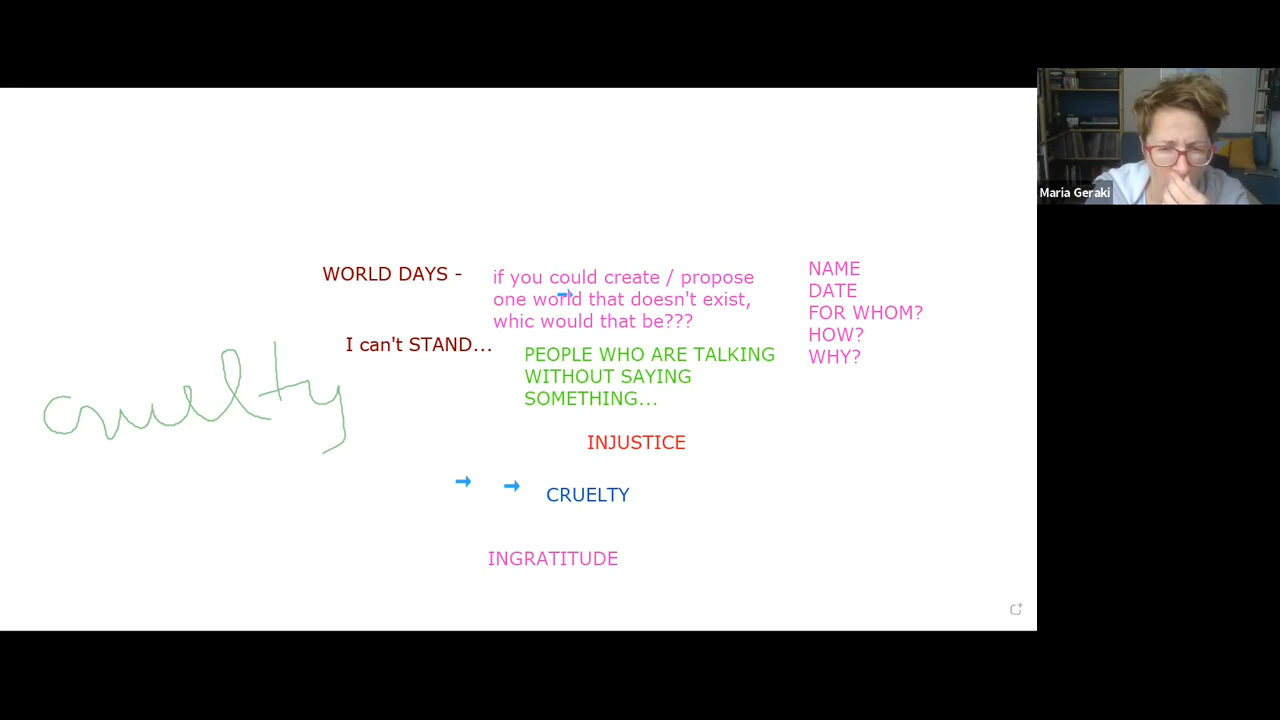 Maria Geraki
WORLD DAYS -
if you could create / propose
one world that doesn't exist,
whic would that be???
NAME
DATE
FOR WHOM?
HOW?
WHY?
I can't STAND...
PEOPLE WHO ARE TALKING
WITHOUT SAYING
SOMETHING...
cruelty
INJUSTICE
CRUELTY
INGRATITUDE